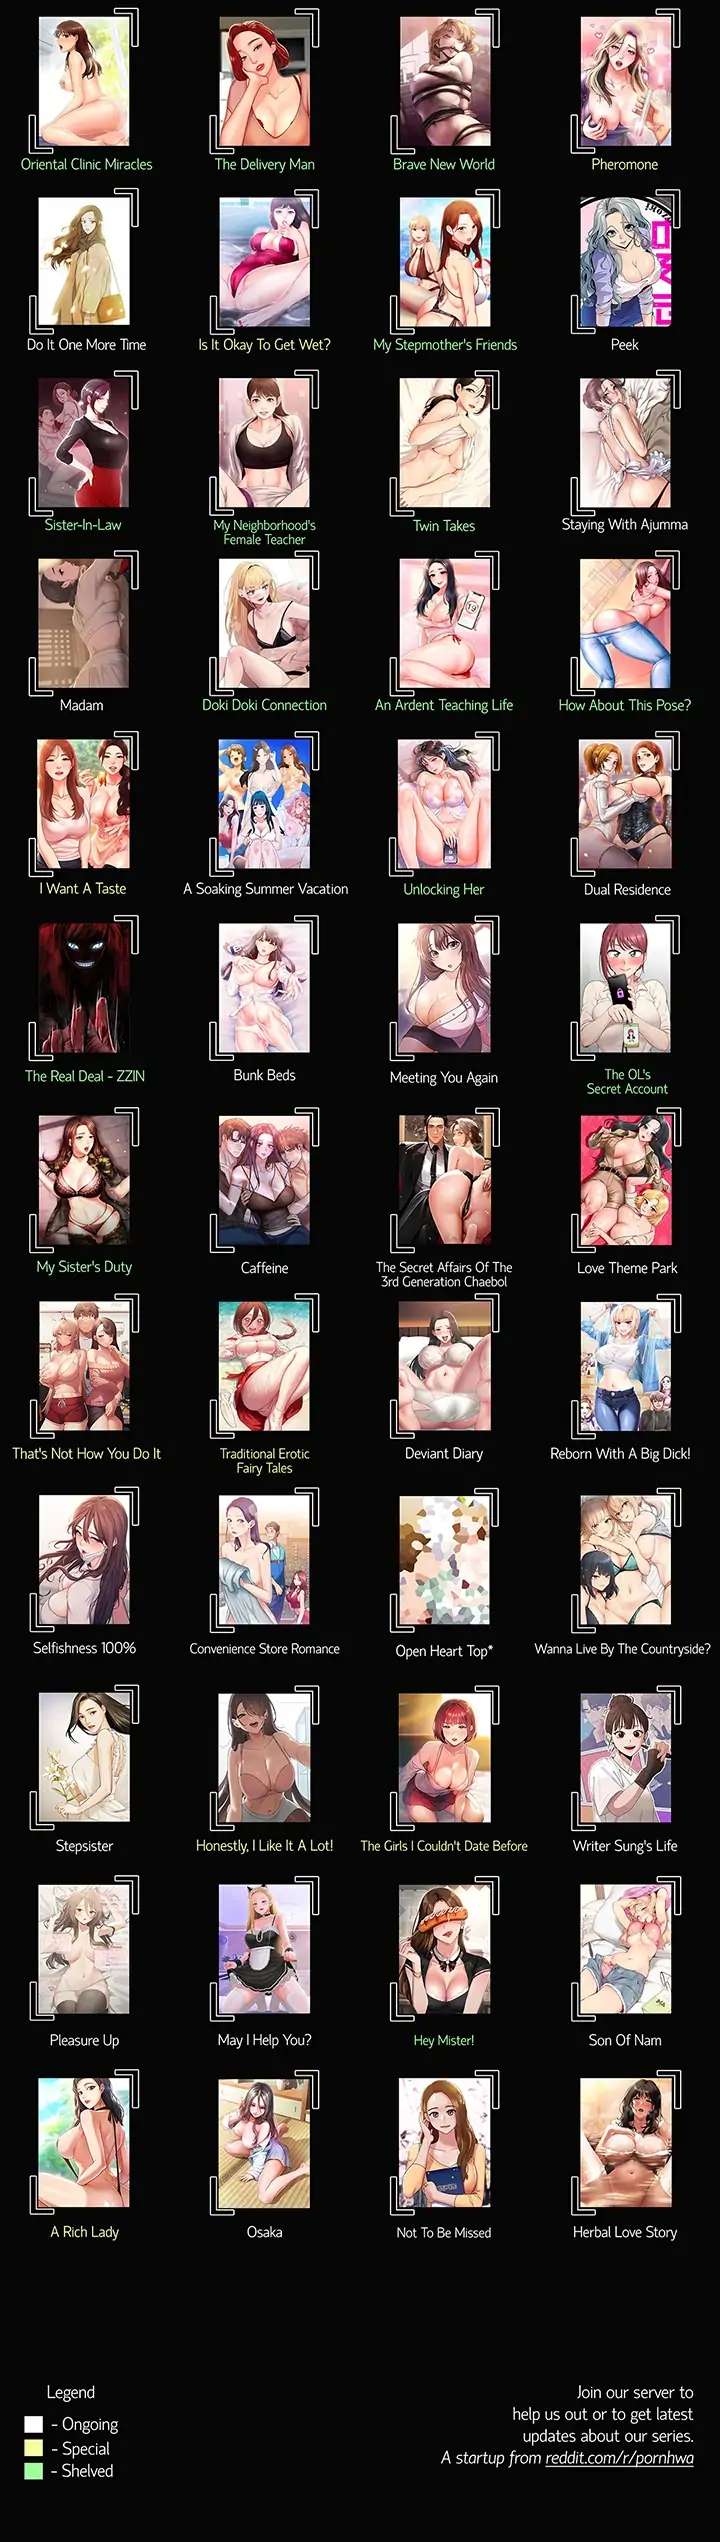 Oriental Clinic Miracles
The Delivery Man
Brave New World
Pheromone
Do It One More Time
Is It Okay To Get Wet?
My Stepmother's Friends
Peek
Sister-In-Law
My Neighborhood's
Female Teacher
Twin Takes
Staying With Ajumma
Madam
Doki Doki Connection
An Ardent Teaching Life
How About This Pose?
I Want A Taste
A Soaking Summer Vacation
Unlocking Her
Dual Residence
The Real Deal - ZZIN
Bunk Beds
Meeting You Again
The OL's
Secret Account
My Sister's Duty
Caffeine
The Secret Affairs Of The
3rd Generation Chaebol
Love Theme Park
That's Not How You Do It
Traditional Erotic
Fairy Tales
Deviant Diary
Reborn With A Big Dick!
Selfishness 100%
Convenience Store Romance
Open Heart Top*
Wanna Live By The Countryside?
Stepsister
Honestly, I Like It A Lot!
The Girls I Couldn't Date Before
Writer Sung's Life
Pleasure Up
May I Help You?
Hey Mister!
Son Of Nam
A Rich Lady
Osaka
Not To Be Missed
Herbal Love Story
Legend
- Ongoing
- Special
- Shelved
Join our server to
help us out or to get latest
updates about our series.
A startup from reddit.com/r/pornhwa